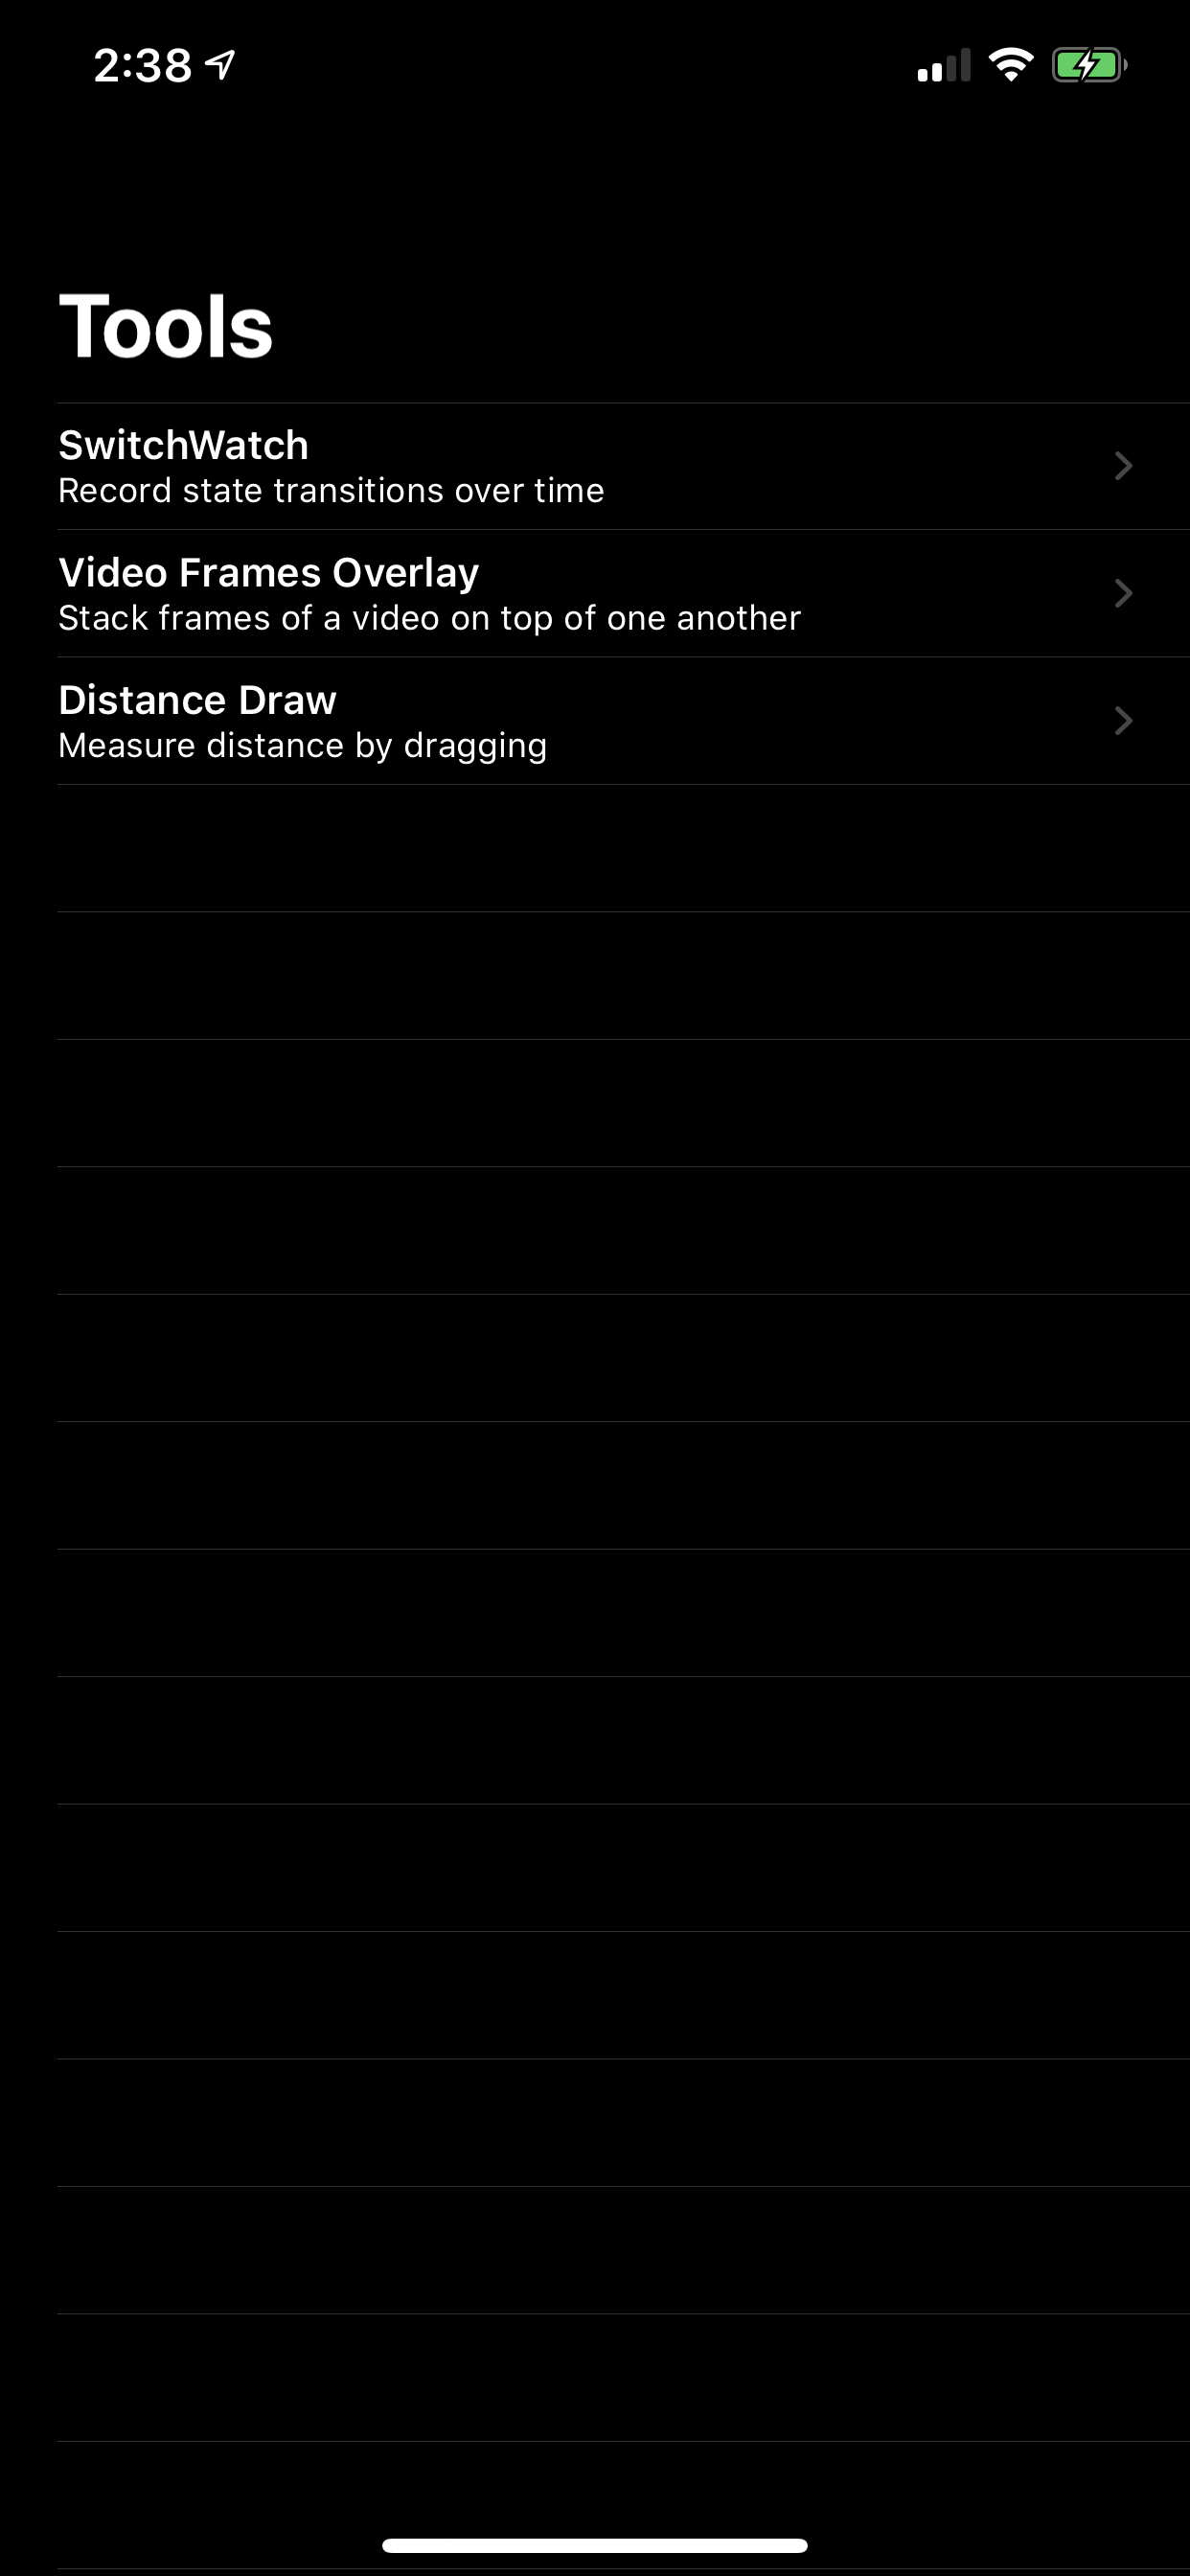 2:38
Tools
SwitchWatch
Record state transitions over time
Video Frames Overlay
Stack frames of a video on top of one another
Distance Draw
Measure distance by dragging